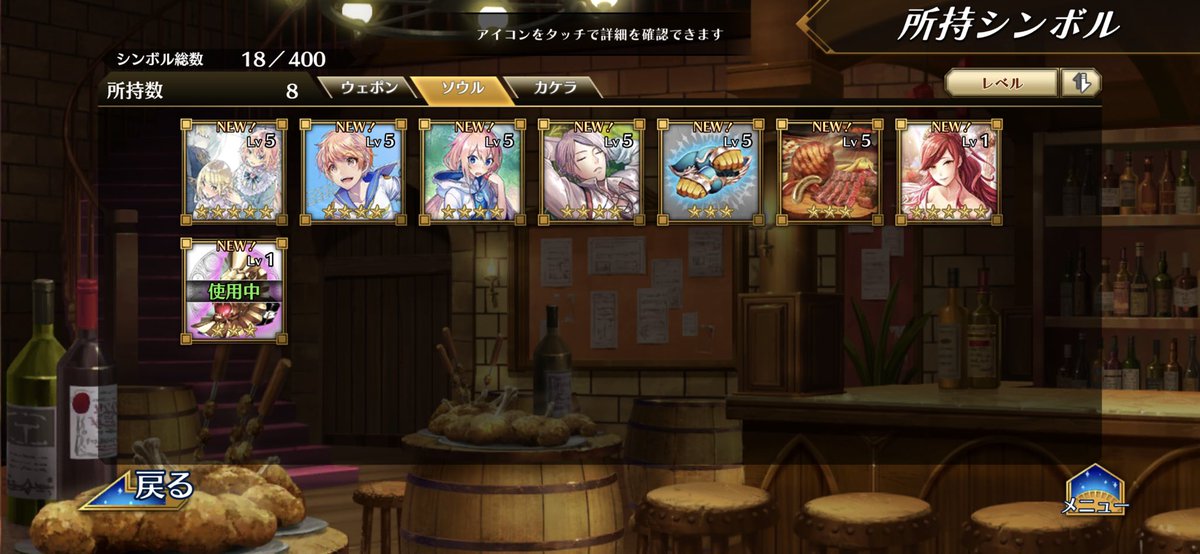 アイコンをタッチで詳細を確認できます
所持シンボル
シンボル総数 18／400
所持数 8
ウェポン ソウル カケラ
レベル
NEW! Lv5
NEW! Lv5
NEW! Lv5
NEW! Lv5
NEW! Lv5
NEW! Lv5
NEW! Lv1
NEW! Lv1
使用中
戻る
メニュー